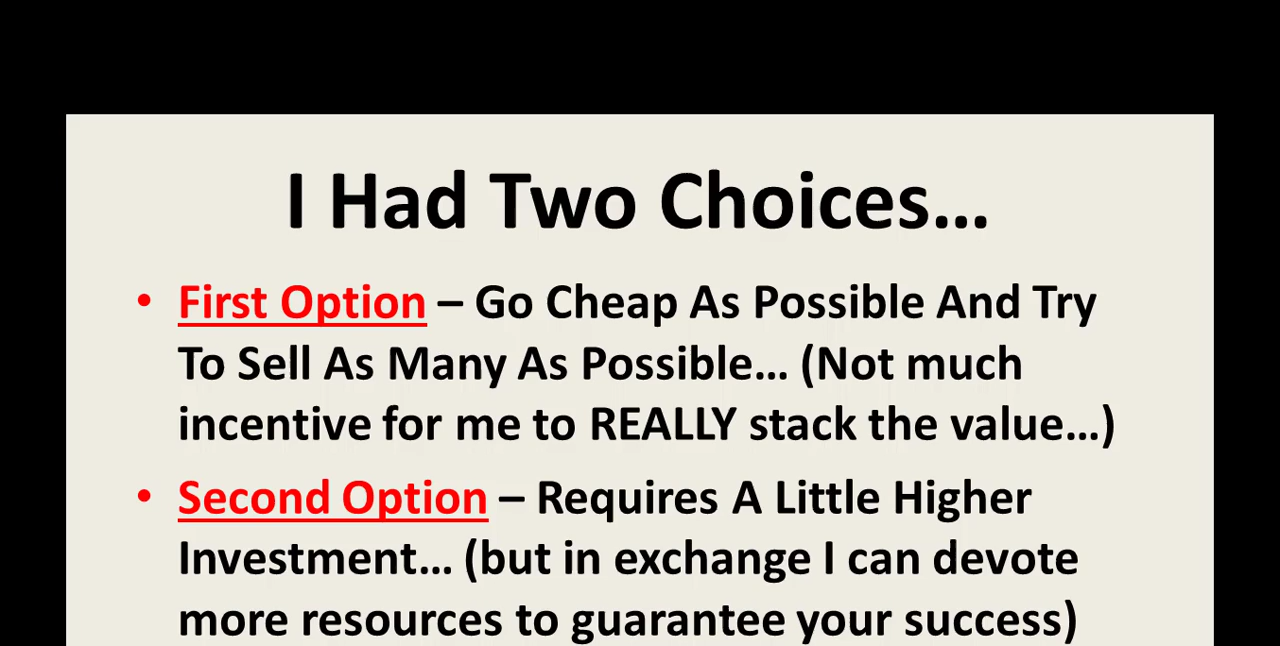 I Had Two Choices...
• First Option – Go Cheap As Possible And Try
To Sell As Many As Possible... (Not much
incentive for me to REALLY stack the value...)
• Second Option – Requires A Little Higher
Investment... (but in exchange I can devote
more resources to guarantee your success)